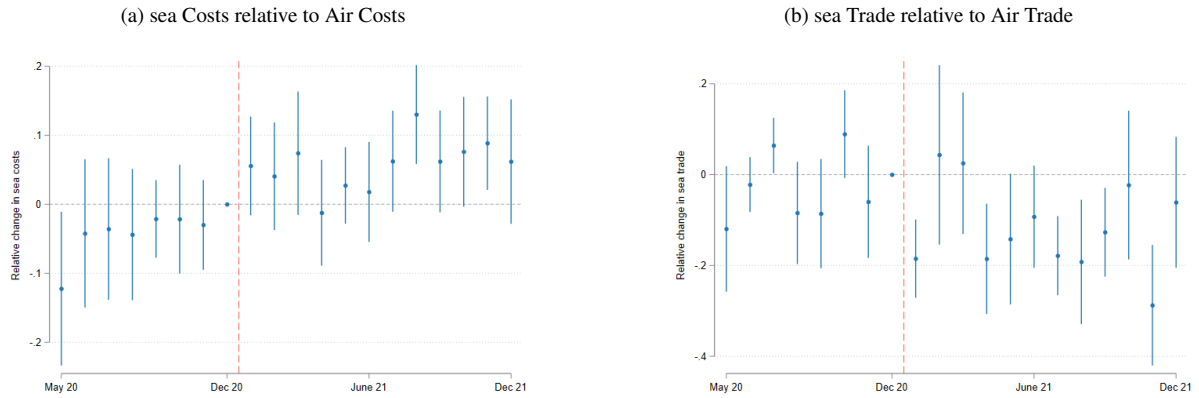 (a) sea Costs relative to Air Costs
Relative change in sea costs
.2
.1
0
-.1
-.2
May 20
Dec 20
June 21
Dec 21
(b) sea Trade relative to Air Trade
Relative change in sea trade
.2
0
-.2
-.4
May 20
Dec 20
June 21
Dec 21